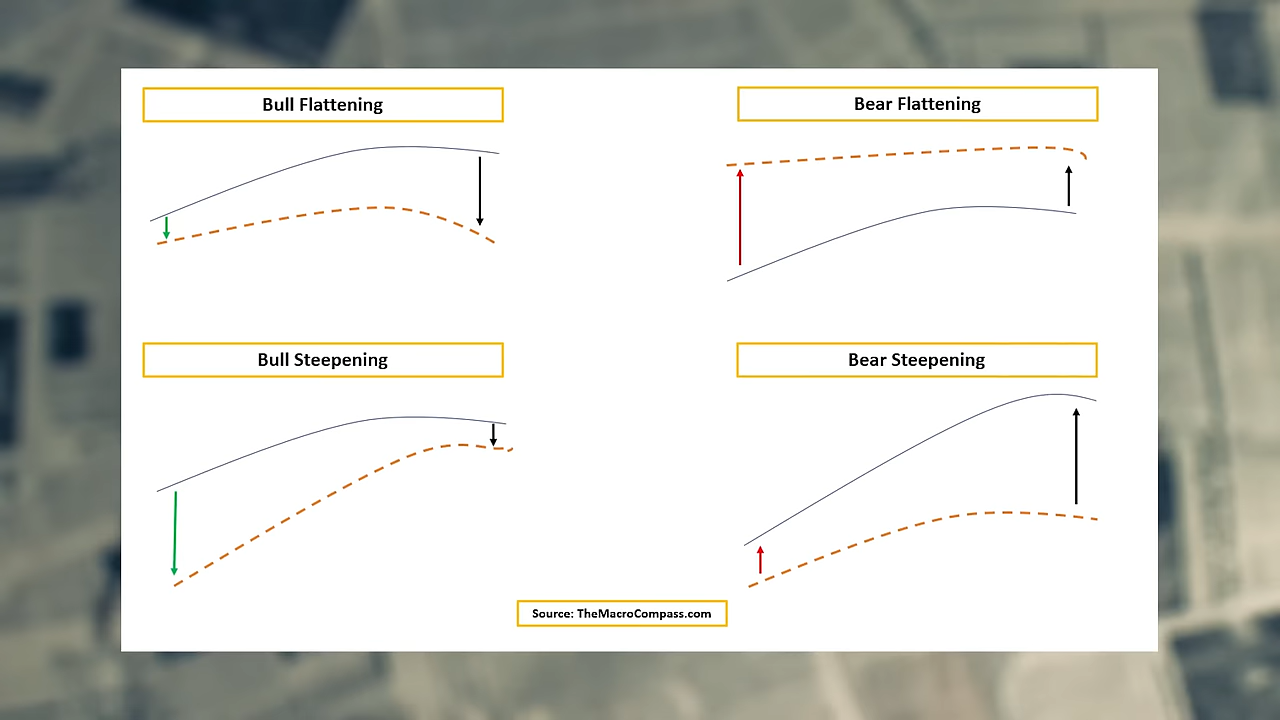 Bull Flattening
Bear Flattening
Bull Steepening
Bear Steepening
Source: TheMacroCompass.com